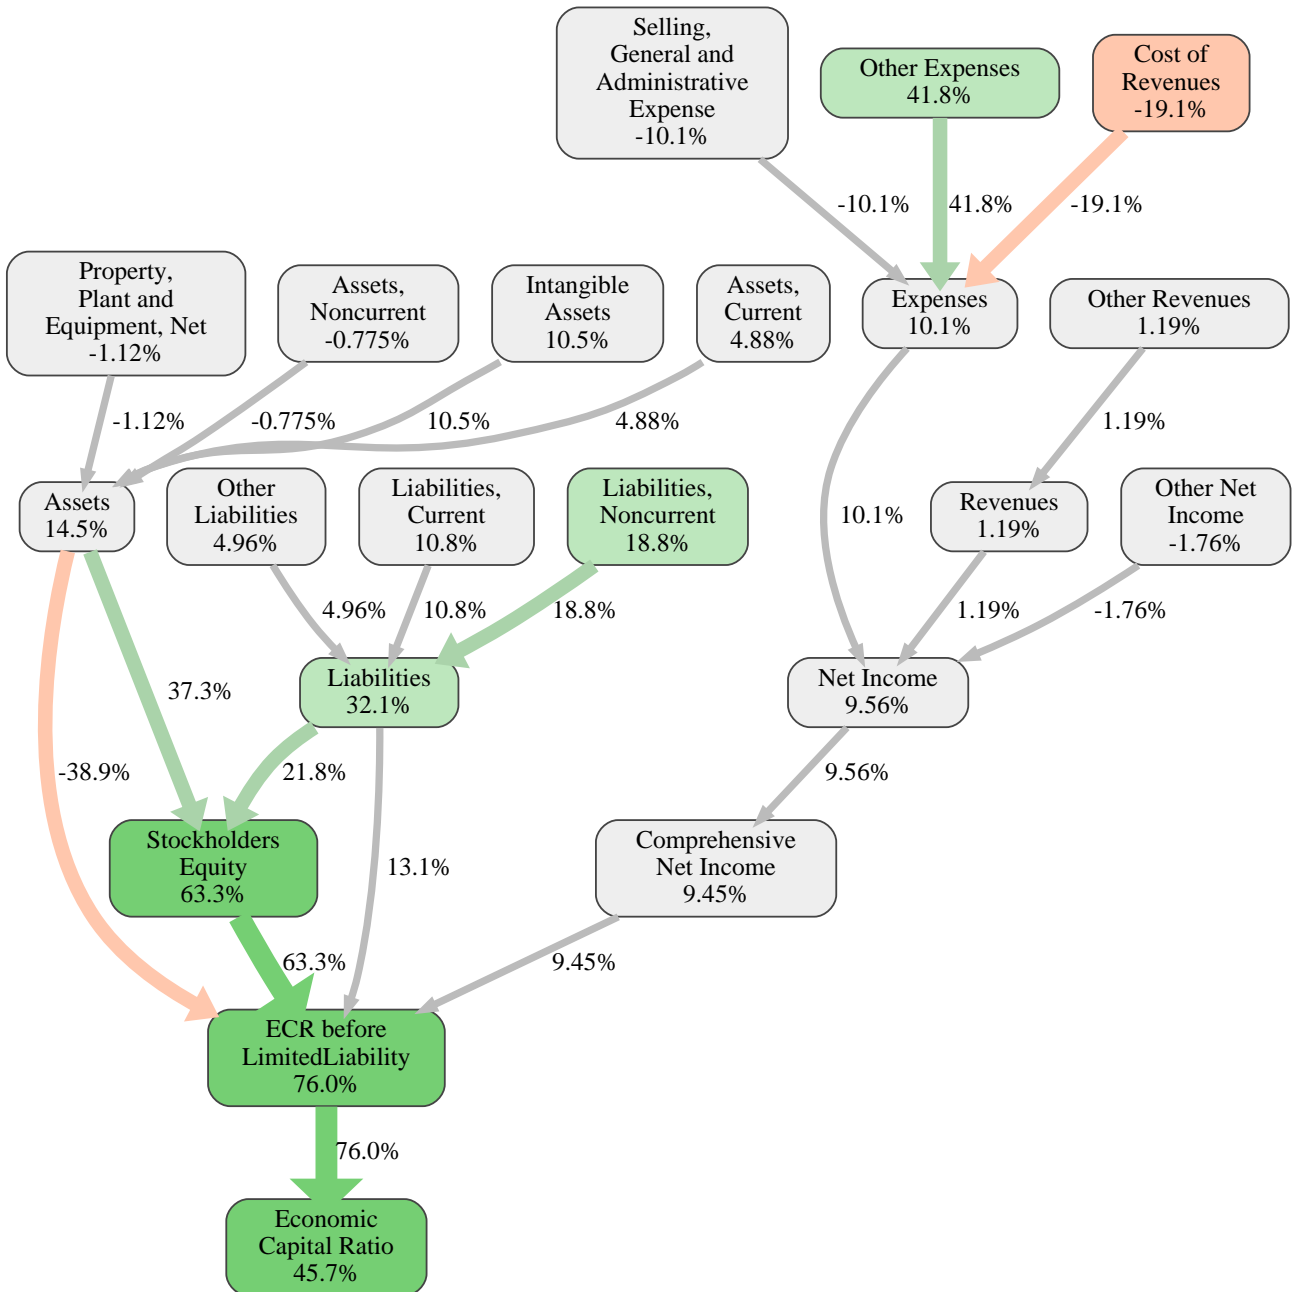 Selling,
General and
Administrative
Expense
-10.1%
Other Expenses
41.8%
Cost of
Revenues
-19.1%
-10.1%
41.8%
-19.1%
Property,
Plant and
Equipment, Net
-1.12%
Assets,
Noncurrent
-0.775%
Intangible
Assets
10.5%
Assets,
Current
4.88%
Expenses
10.1%
Other Revenues
1.19%
-1.12%
-0.775%
10.5%
4.88%
1.19%
Assets
14.5%
Other
Liabilities
4.96%
Liabilities,
Current
10.8%
Liabilities,
Noncurrent
18.8%
10.1%
Revenues
1.19%
Other Net
Income
-1.76%
4.96%
10.8%
18.8%
1.19%
-1.76%
Liabilities
32.1%
Net Income
9.56%
37.3%
-38.9%
21.8%
9.56%
Stockholders
Equity
63.3%
13.1%
Comprehensive
Net Income
9.45%
63.3%
9.45%
ECR before
LimitedLiability
76.0%
76.0%
Economic
Capital Ratio
45.7%